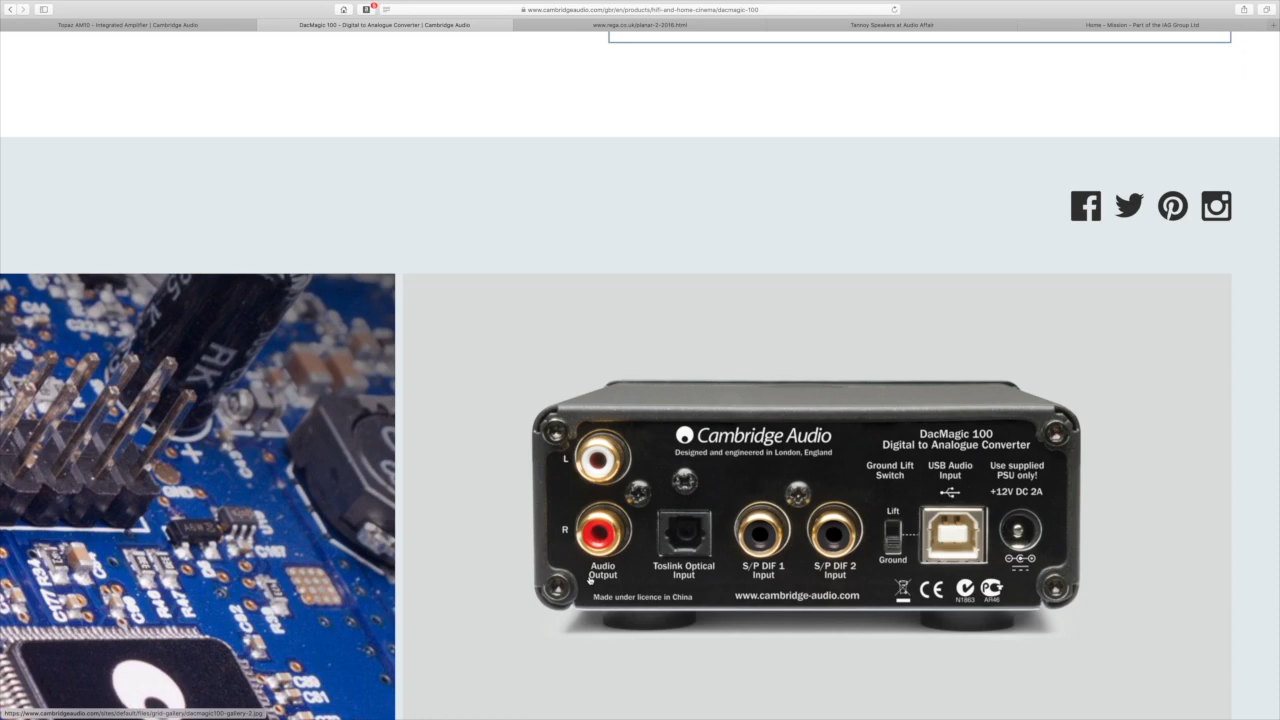 www.cambridgeaudio.com/gbr/en/products/hifi-and-home-cinema/dacmagic-100
Topaz AM10 - Integrated Amplifier | Cambridge Audio
DacMagic 100 - Digital to Analogue Converter | Cambridge Audio
www.rega.co.uk/planar-2-2016.html
Tannoy Speakers at Audio Affair
Home - Mission - Part of the IAG Group Ltd
Cambridge Audio
Designed and engineered in London, England
DacMagic 100
Digital to Analogue Converter
Ground Lift
Switch
USB Audio
Input
Use supplied
PSU only!
+12V DC 2A
L
R
Lift
Ground
Audio
Output
Toslink Optical
Input
S/P DIF 1
Input
S/P DIF 2
Input
Made under licence in China
www.cambridge-audio.com
CE
N1863
AR46
GND
C82
C81
https://www.cambridgeaudio.com/sites/default/files/grid-gallery/dacmagic100-gallery-2.jpg